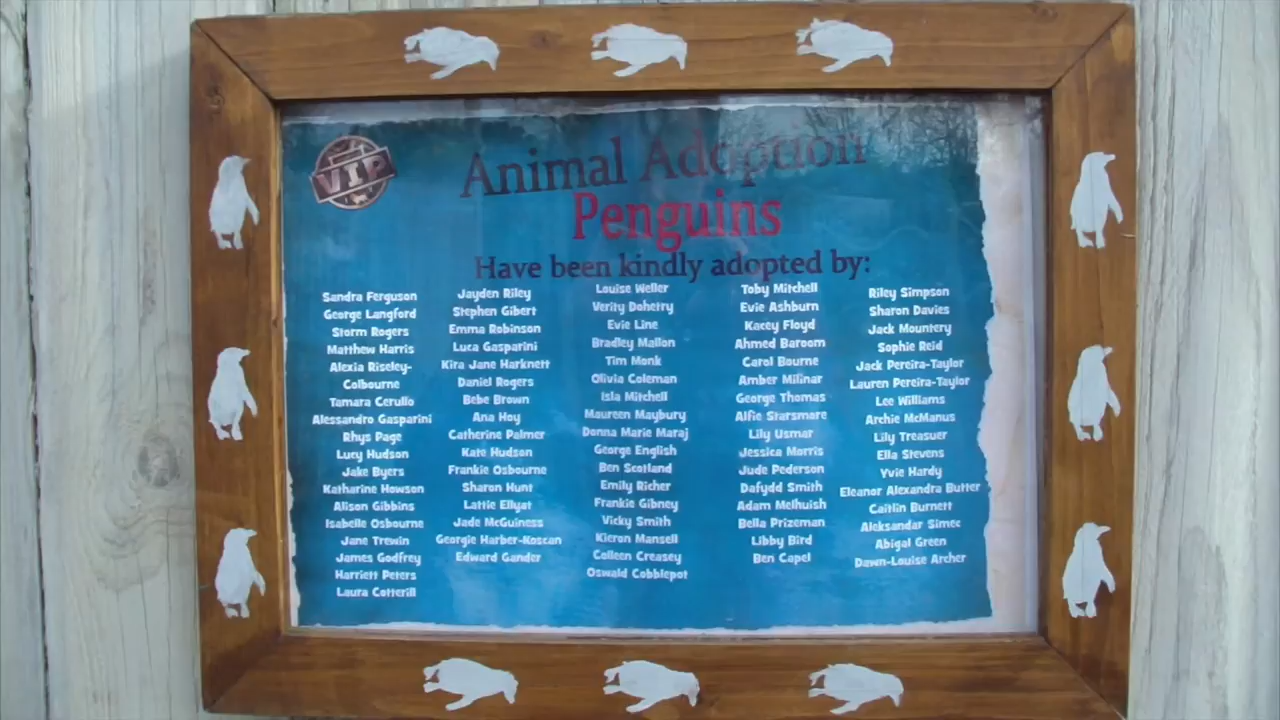 VIP
Animal Adoption
Penguins
Have been kindly adopted by:
Sandra Ferguson
George Langford
Storm Rogers
Matthew Harris
Alexia Riseley-
Colbourne
Tamara Cerullo
Alessandro Gasparini
Rhys Page
Lucy Hudson
Jake Byers
Katharine Howson
Alison Gibbins
Isabelle Osbourne
Jane Trewin
James Godfrey
Harriett Peters
Laura Cotterill
Jayden Riley
Stephen Gibert
Emma Robinson
Luca Gasparini
Kira Jane Harknett
Daniel Rogers
Bebe Brown
Ana Hoy
Catherine Palmer
Kate Hudson
Frankie Osbourne
Sharon Hunt
Lattie Ellyat
Jade McGuiness
Georgie Harber-Koscan
Edward Gander
Louise Weller
Verity Dohetry
Evie Line
Bradley Mallon
Tim Monk
Olivia Coleman
Isla Mitchell
Maureen Maybury
Donna Marie Maraj
George English
Ben Scotland
Emily Richer
Frankie Gibney
Vicky Smith
Kieron Mansell
Colleen Creasey
Oswald Cobblepot
Toby Mitchell
Evie Ashburn
Kacey Floyd
Ahmed Baroom
Carol Bourne
Amber Milinar
George Thomas
Alfie Starsmore
Lily Usmar
Jessica Morris
Jude Pederson
Dafydd Smith
Adam Melhuish
Bella Prizeman
Libby Bird
Ben Capel
Riley Simpson
Sharon Davies
Jack Mountery
Sophie Reid
Jack Pereira-Taylor
Lauren Pereira-Taylor
Lee Williams
Archie McManus
Lily Treasuer
Ella Stevens
Yvie Hardy
Eleanor Alexandra Butter
Caitlin Burnett
Aleksandar Simec
Abigal Green
Dawn-Louise Archer